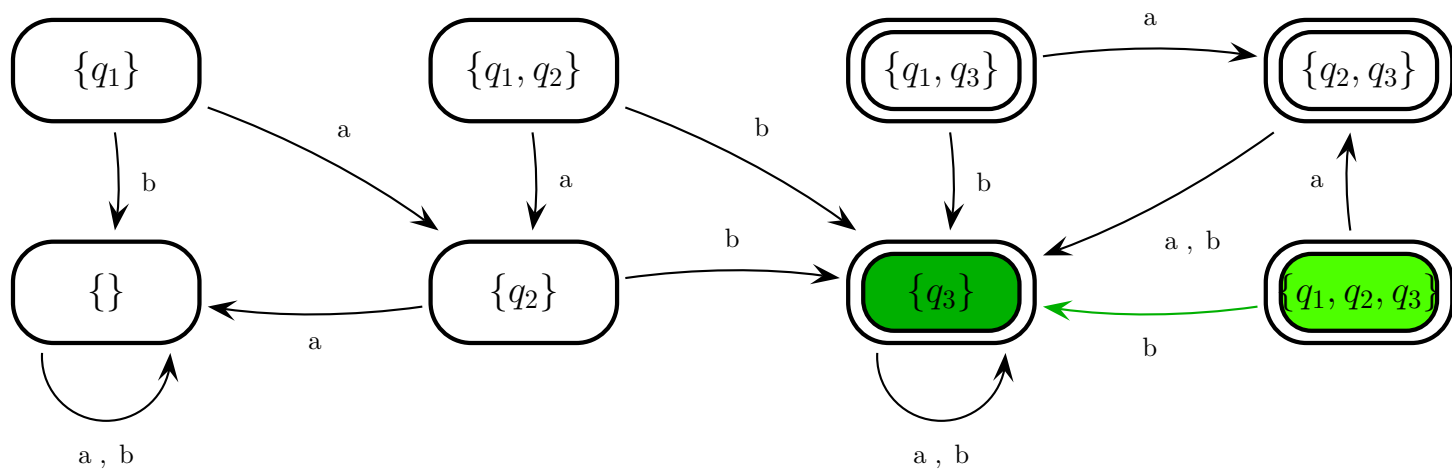 a
{q₁} {q₁, q₂} {q₁, q₃} {q₂, q₃}
a b
b a b a
b a , b
{} {q₂} {q₃} {q₁, q₂, q₃}
a b
a , b a , b